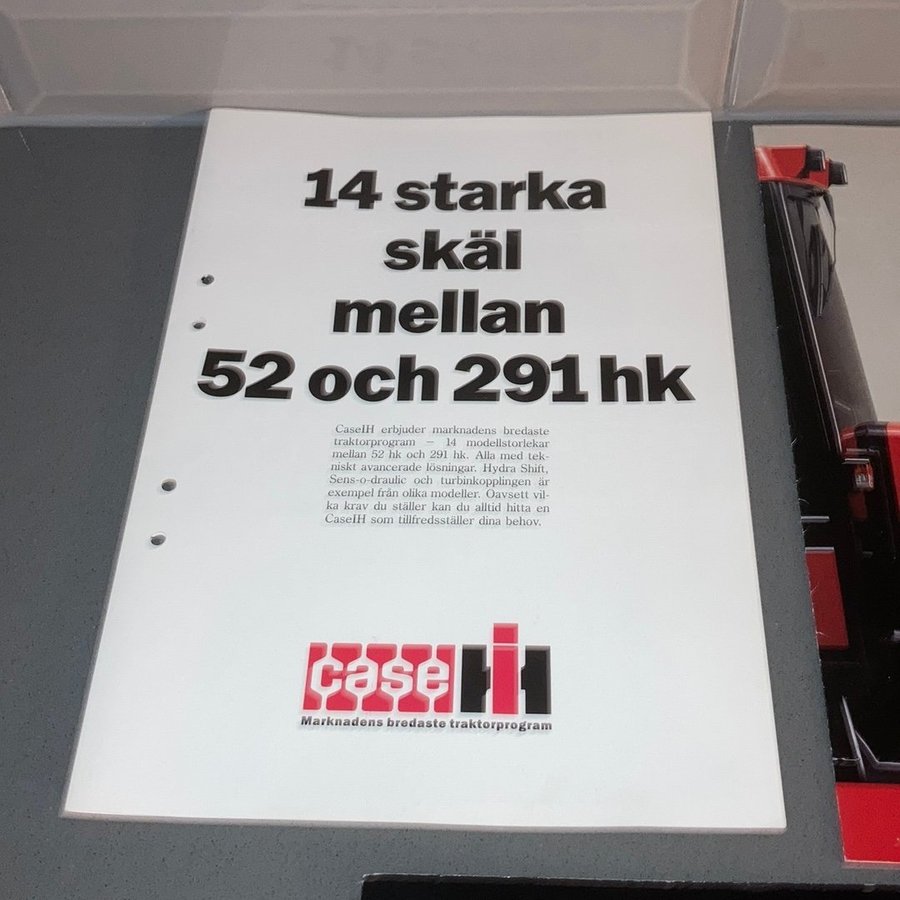 14 starka
skäl
mellan
52 och 291 hk
CaseIH erbjuder marknadens bredaste
traktorprogram – 14 modellstorlekar
mellan 52 hk och 291 hk. Alla med tek-
niskt avancerade lösningar. Hydra Shift,
Sens-o-draulic och turbinkopplingen är
exempel från olika modeller. Oavsett vil-
ka krav du ställer kan du alltid hitta en
CaseIH som tillfredsställer dina behov.
case IH
Marknadens bredaste traktorprogram